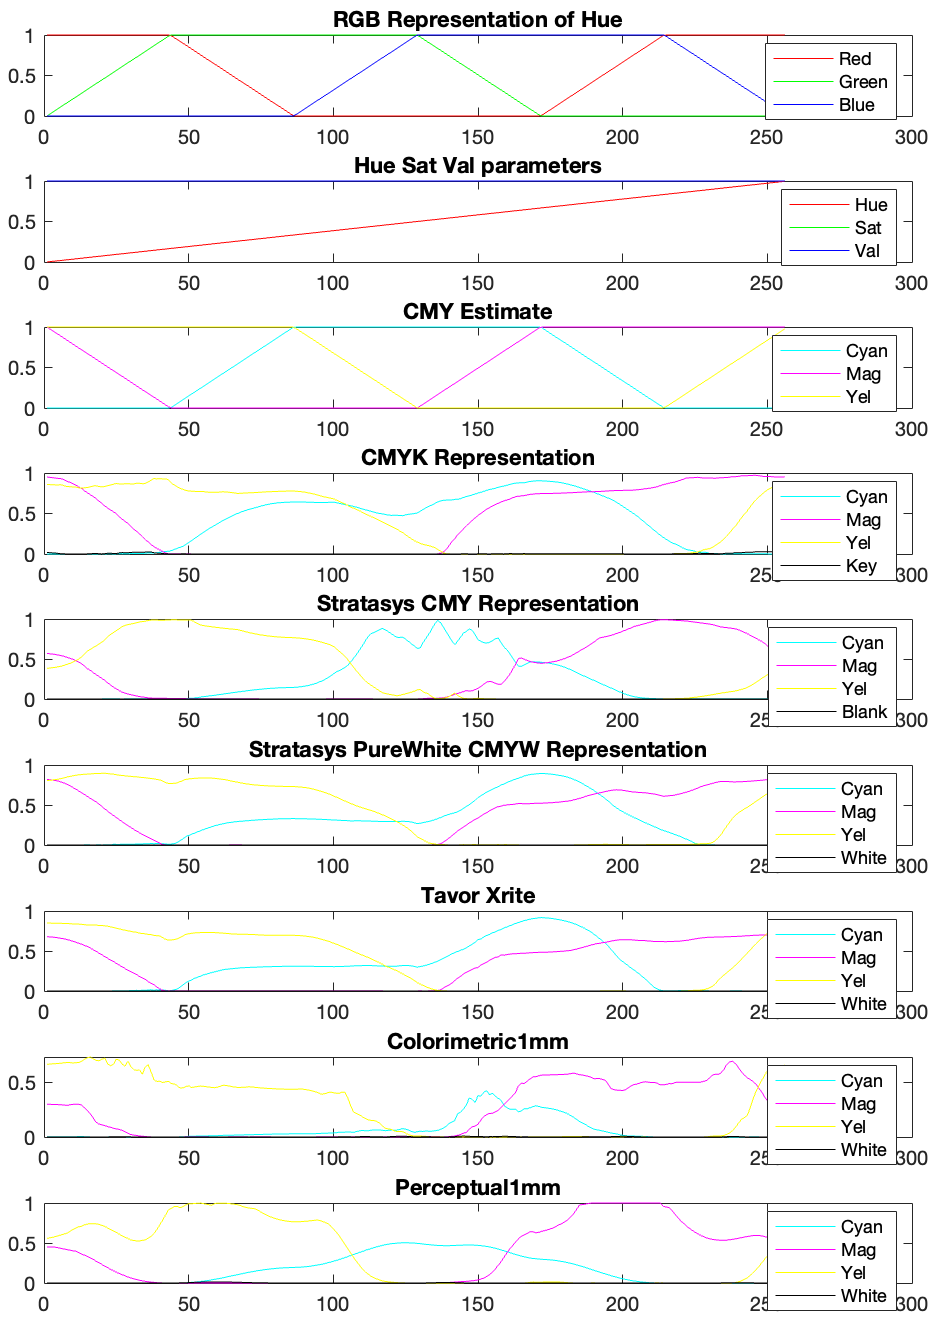 RGB Representation of Hue
1
0.5
0
Red
Green
Blue
0 50 100 150 200 250 300
Hue Sat Val parameters
1
0.5
0
Hue
Sat
Val
0 50 100 150 200 250 300
CMY Estimate
1
0.5
0
Cyan
Mag
Yel
0 50 100 150 200 250 300
CMYK Representation
1
0.5
0
Cyan
Mag
Yel
Key
0 50 100 150 200 25 300
Stratasys CMY Representation
1
0.5
0
Cyan
Mag
Yel
Blank
0 50 100 150 200 25 300
Stratasys PureWhite CMYW Representation
1
0.5
0
Cyan
Mag
Yel
White
0 50 100 150 200 25 300
Tavor Xrite
1
0.5
0
Cyan
Mag
Yel
White
0 50 100 150 200 25 300
Colorimetric1mm
0.5
0
Cyan
Mag
Yel
White
0 50 100 150 200 25 300
Perceptual1mm
1
0.5
0
Cyan
Mag
Yel
White
0 50 100 150 200 25 300